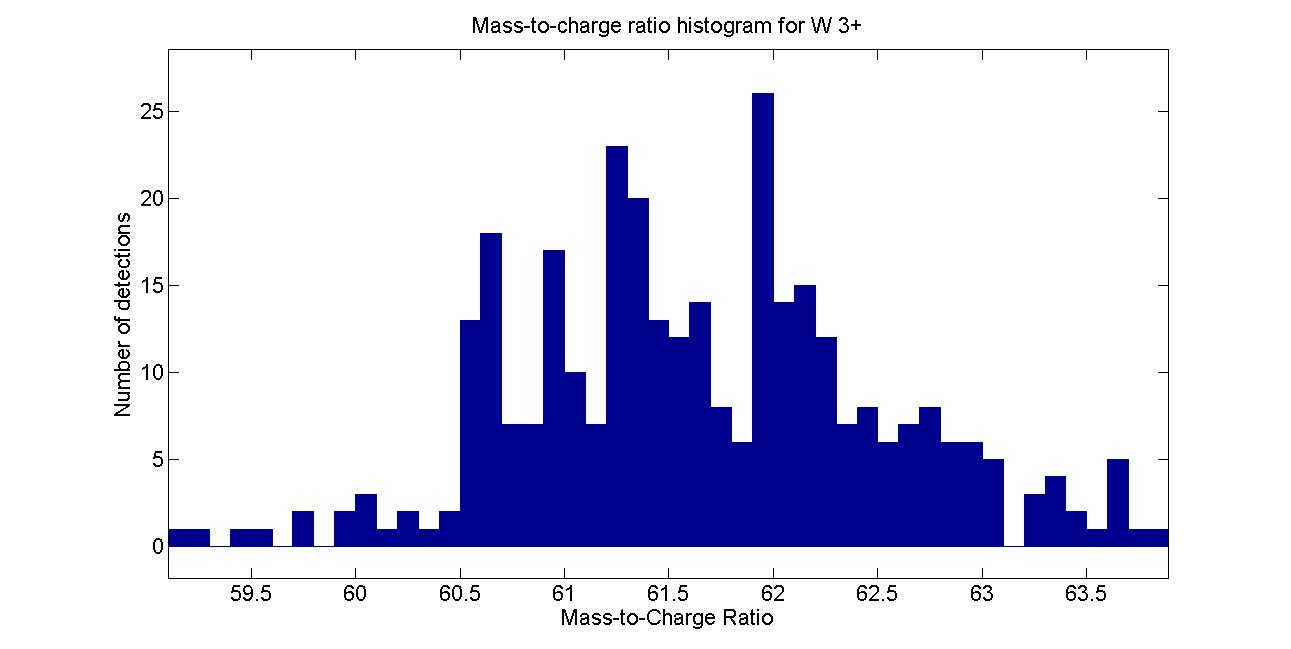 Mass-to-charge ratio histogram for W 3+
Number of detections
25
20
15
10
5
0
59.5 60 60.5 61 61.5 62 62.5 63 63.5
Mass-to-Charge Ratio